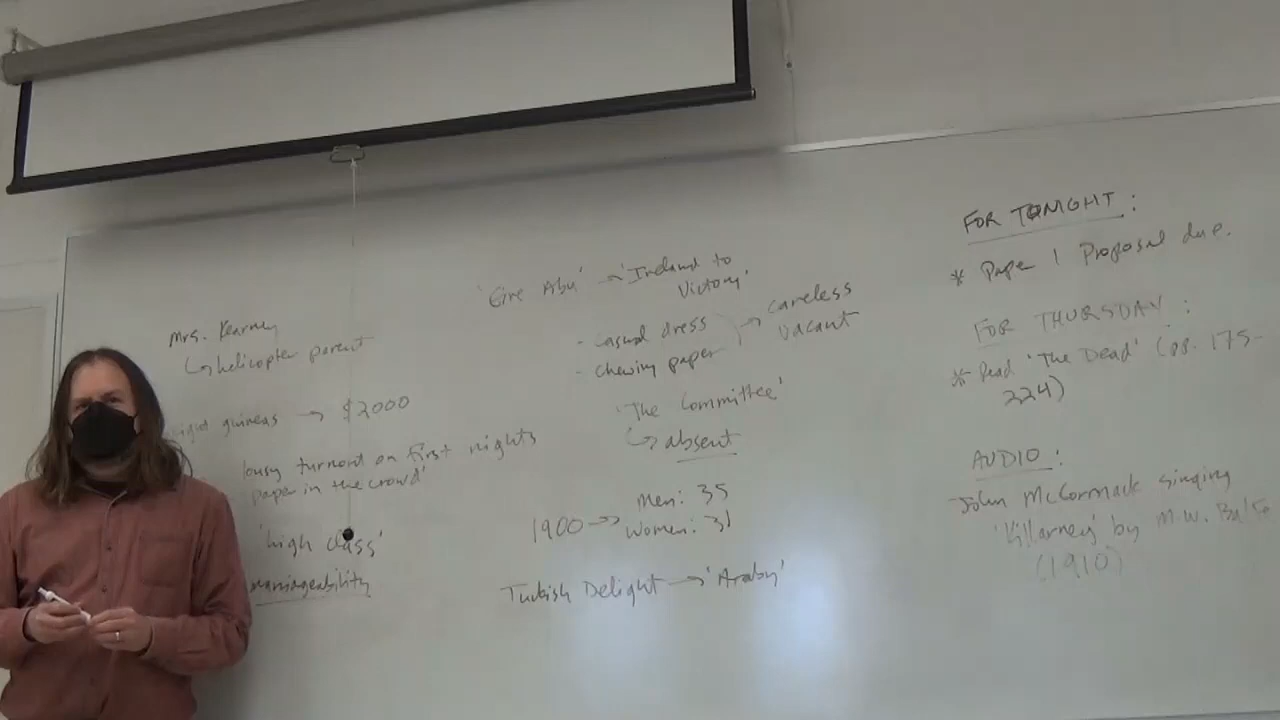 Mrs. Kearney
↳ helicopter parent
eight guineas → $2000
lousy turnout on first nights
'paper in the crowd'
'high class'
marriageability
'Eire Abu' → 'Ireland to
Victory'
- casual dress
- chewing paper
→ careless
vacant
'The Committee'
↳ absent
1900 → Men: 35
Women: 31
Turkish Delight → 'Araby'
FOR TONIGHT:
* Paper 1 Proposal due.
FOR THURSDAY:
* Read 'The Dead' (pg. 175-
224)
AUDIO:
- John McCormack singing
'Killarney' by M.W. Balfe
(1910)